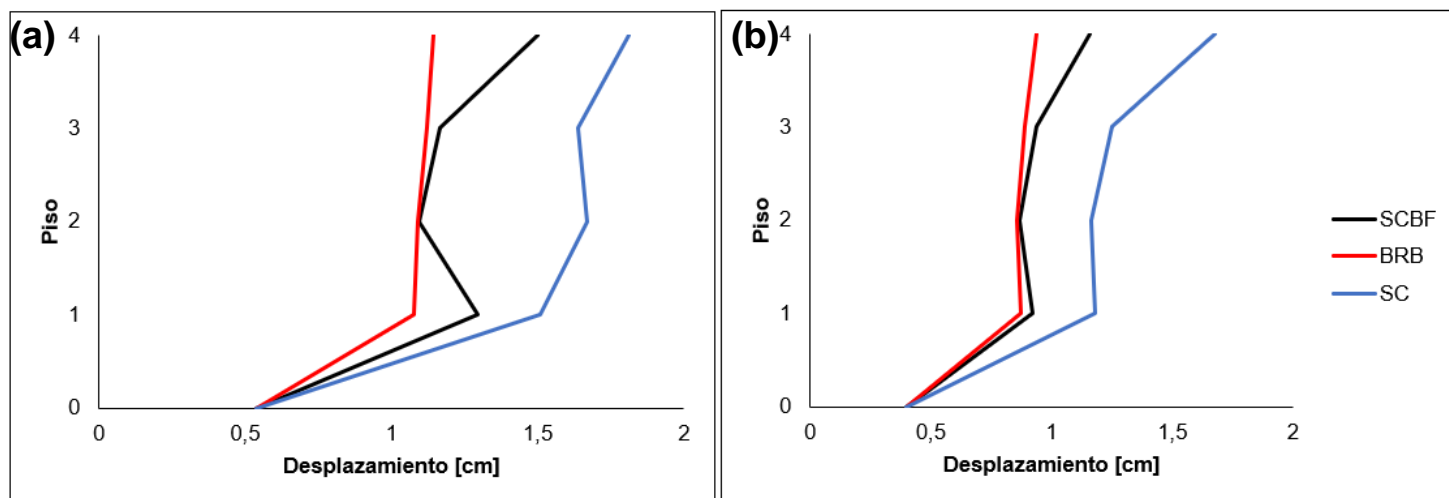 (a)
4
3
2
1
0
Piso
0 0,5 1 1,5 2
Desplazamiento [cm]
(b)
4
3
2
1
0
Piso
0 0,5 1 1,5 2
Desplazamiento [cm]
SCBF
BRB
SC